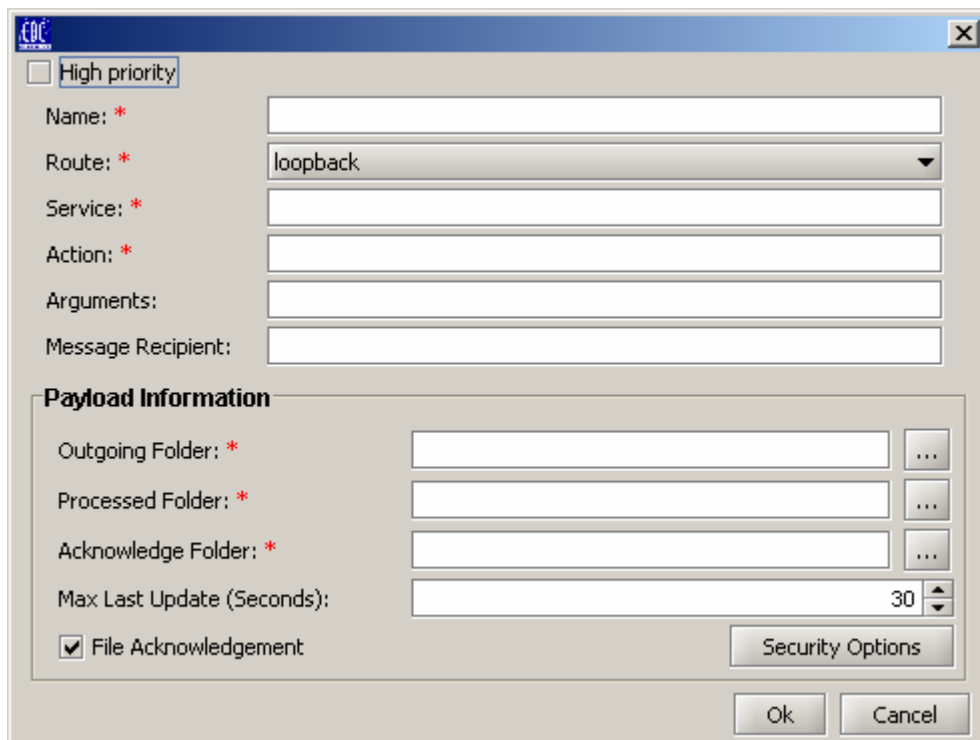 EBC
High priority
Name: *
Route: * loopback
Service: *
Action: *
Arguments:
Message Recipient:
Payload Information
Outgoing Folder: * ...
Processed Folder: * ...
Acknowledge Folder: * ...
Max Last Update (Seconds): 30
File Acknowledgement Security Options
Ok Cancel